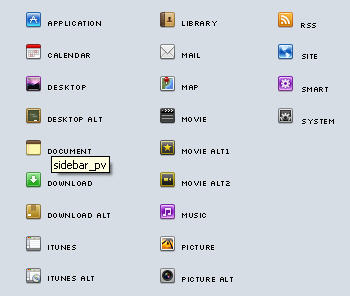 APPLICATION
CALENDAR
DESKTOP
DESKTOP ALT
DOCUMENT
sidebar_pv
DOWNLOAD
DOWNLOAD ALT
ITUNES
ITUNES ALT
LIBRARY
MAIL
MAP
MOVIE
MOVIE ALT1
MOVIE ALT2
MUSIC
PICTURE
PICTURE ALT
RSS
SITE
SMART
SYSTEM